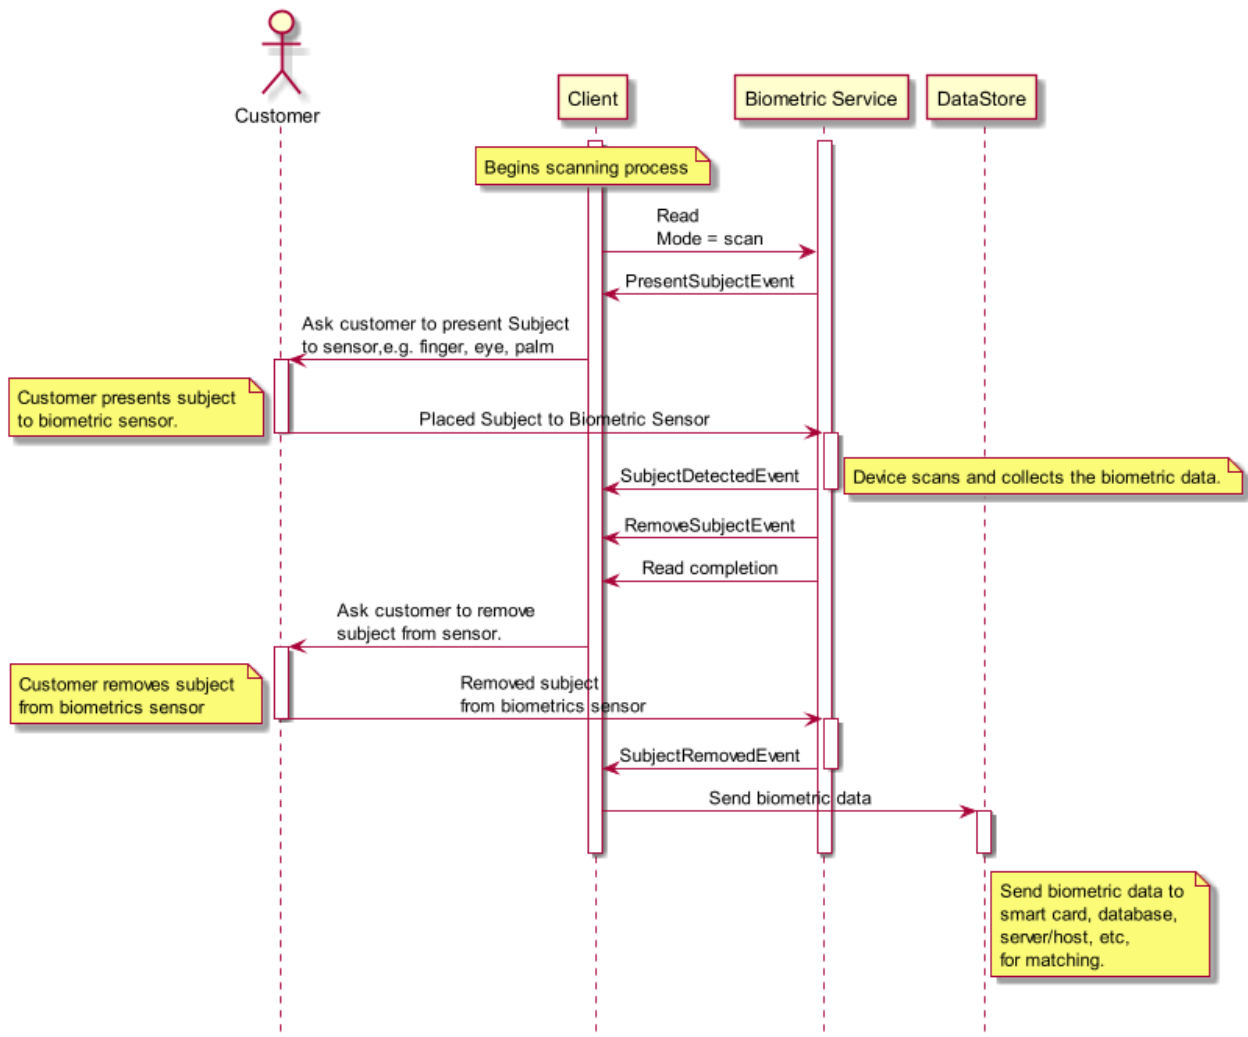 Customer
Client
Biometric Service
DataStore
Begins scanning process
Read
Mode = scan
PresentSubjectEvent
Ask customer to present Subject
to sensor,e.g. finger, eye, palm
Customer presents subject
to biometric sensor.
Placed Subject to Biometric Sensor
SubjectDetectedEvent
Device scans and collects the biometric data.
RemoveSubjectEvent
Read completion
Ask customer to remove
subject from sensor.
Customer removes subject
from biometrics sensor
Removed subject
from biometrics sensor
SubjectRemovedEvent
Send biometric data
Send biometric data to
smart card, database,
server/host, etc,
for matching.